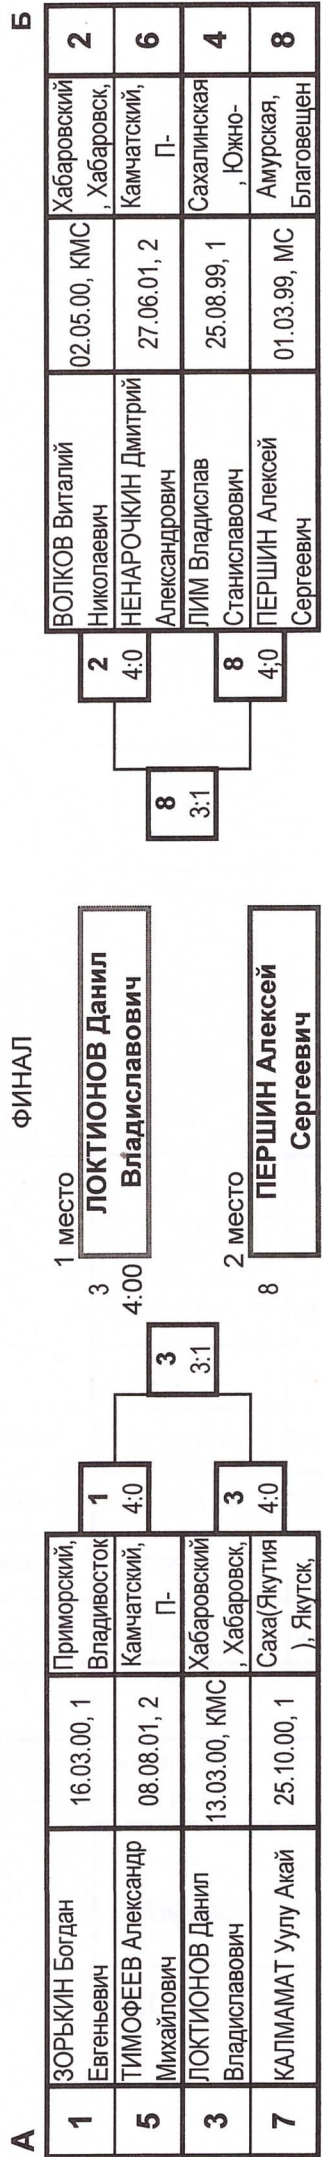 А
1
ЗОРЬКИН Богдан
Евгеньевич
16.03.00, 1
Приморский,
Владивосток
5
ТИМОФЕЕВ Александр
Михайлович
08.08.01, 2
Камчатский,
П-
3
ЛОКТИОНОВ Данил
Владиславович
13.03.00, КМС
Хабаровский
, Хабаровск,
7
КАЛМАМАТ Уулу Акай
25.10.00, 1
Саха(Якутия
), Якутск,
1
4:0
3
4:0
3
3:1
ФИНАЛ
1 место
3
4:00
ЛОКТИОНОВ Данил
Владиславович
2 место
8
ПЕРШИН Алексей
Сергеевич
8
3:1
2
4:0
8
4;0
Б
ВОЛКОВ Виталий
Николаевич
02.05.00, КМС
Хабаровский
, Хабаровск,
2
НЕНАРОЧКИН Дмитрий
Александрович
27.06.01, 2
Камчатский,
П-
6
ЛИМ Владислав
Станиславович
25.08.99, 1
Сахалинская
, Южно-
4
ПЕРШИН Алексей
Сергеевич
01.03.99, МС
Амурская,
Благовещен
8